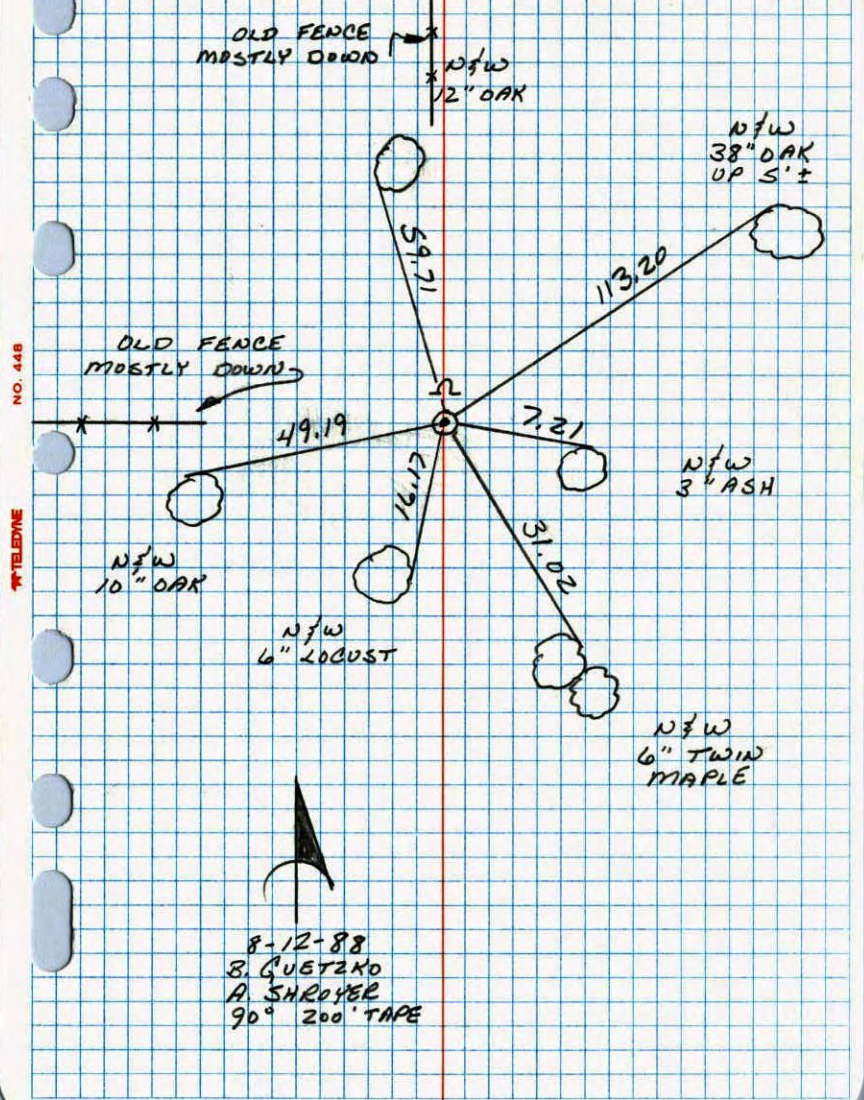 OLD FENCE
MOSTLY DOWN
N&W
12" OAK
N&W
38" OAK
UP 5'±
59.71
113.20
OLD FENCE
MOSTLY DOWN
NO. 448
Ω
49.19
7.21
16.17
31.02
N&W
3" ASH
TELEDYNE
N&W
10" OAK
N&W
6" LOCUST
N&W
6" TWIN
MAPLE
8-12-88
B. GUETZKO
A. SHROYER
90° 200' TAPE